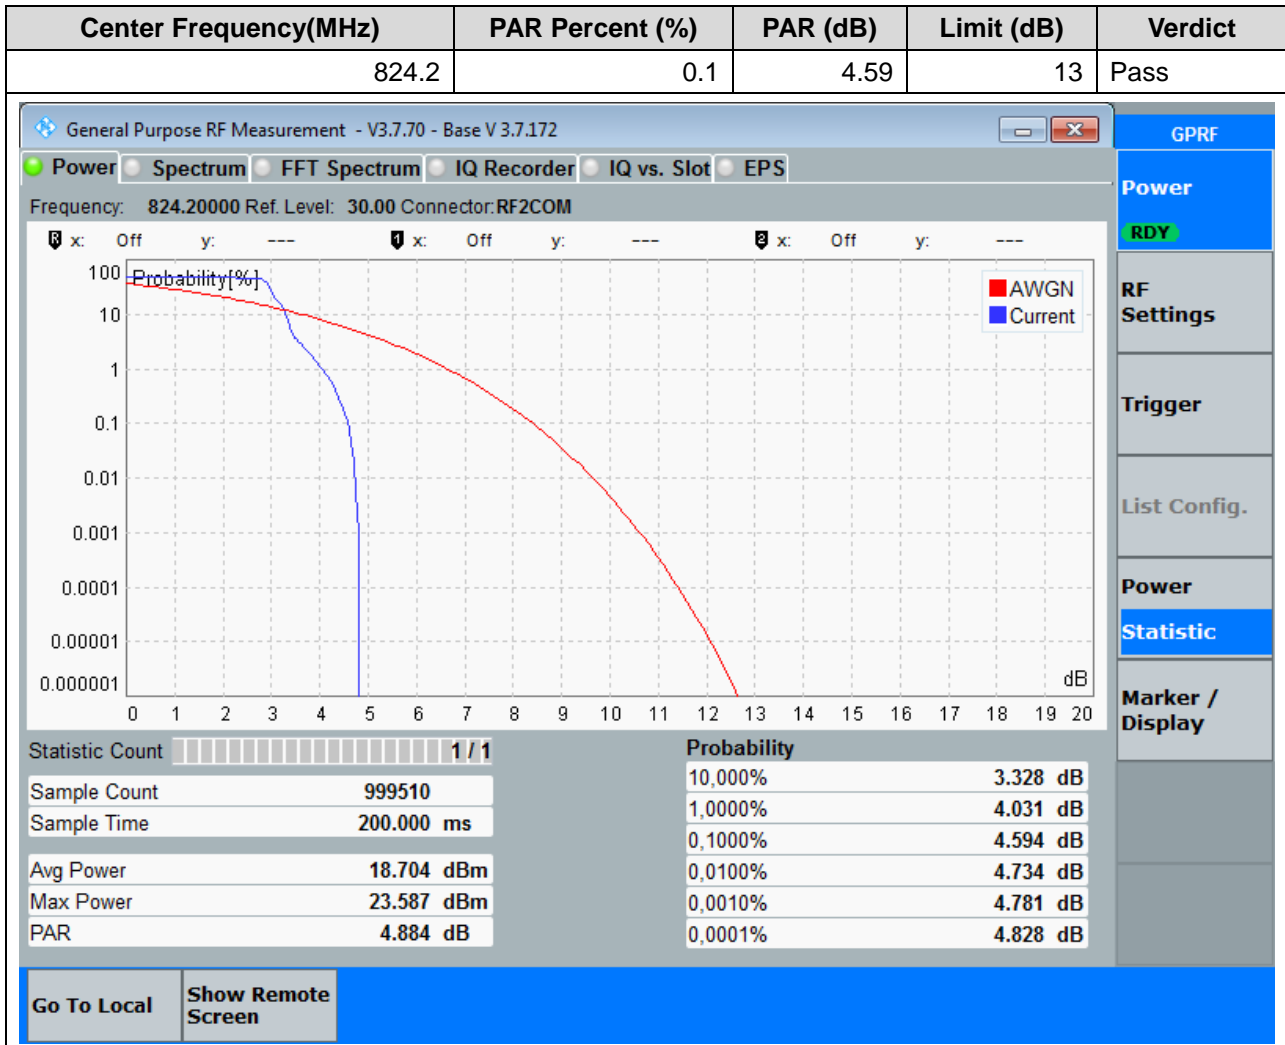 Center Frequency(MHz) PAR Percent (%) PAR (dB) Limit (dB) Verdict
824.2 0.1 4.59 13 Pass
General Purpose RF Measurement - V3.7.70 - Base V 3.7.172
GPRF
Power Spectrum FFT Spectrum IQ Recorder IQ vs. Slot EPS
Frequency: 824.20000 Ref. Level: 30.00 Connector:RF2COM
R x: Off y: --- 1 x: Off y: --- 2 x: Off y: ---
Probability[%]
AWGN
Current
100
10
1
0.1
0.01
0.001
0.0001
0.00001
0.000001
dB
0 1 2 3 4 5 6 7 8 9 10 11 12 13 14 15 16 17 18 19 20
Statistic Count 1 / 1
Sample Count 999510
Sample Time 200.000 ms
Avg Power 18.704 dBm
Max Power 23.587 dBm
PAR 4.884 dB
Probability
10,000% 3.328 dB
1,0000% 4.031 dB
0,1000% 4.594 dB
0,0100% 4.734 dB
0,0010% 4.781 dB
0,0001% 4.828 dB
Power
RDY
RF
Settings
Trigger
List Config.
Power
Statistic
Marker /
Display
Go To Local
Show Remote
Screen